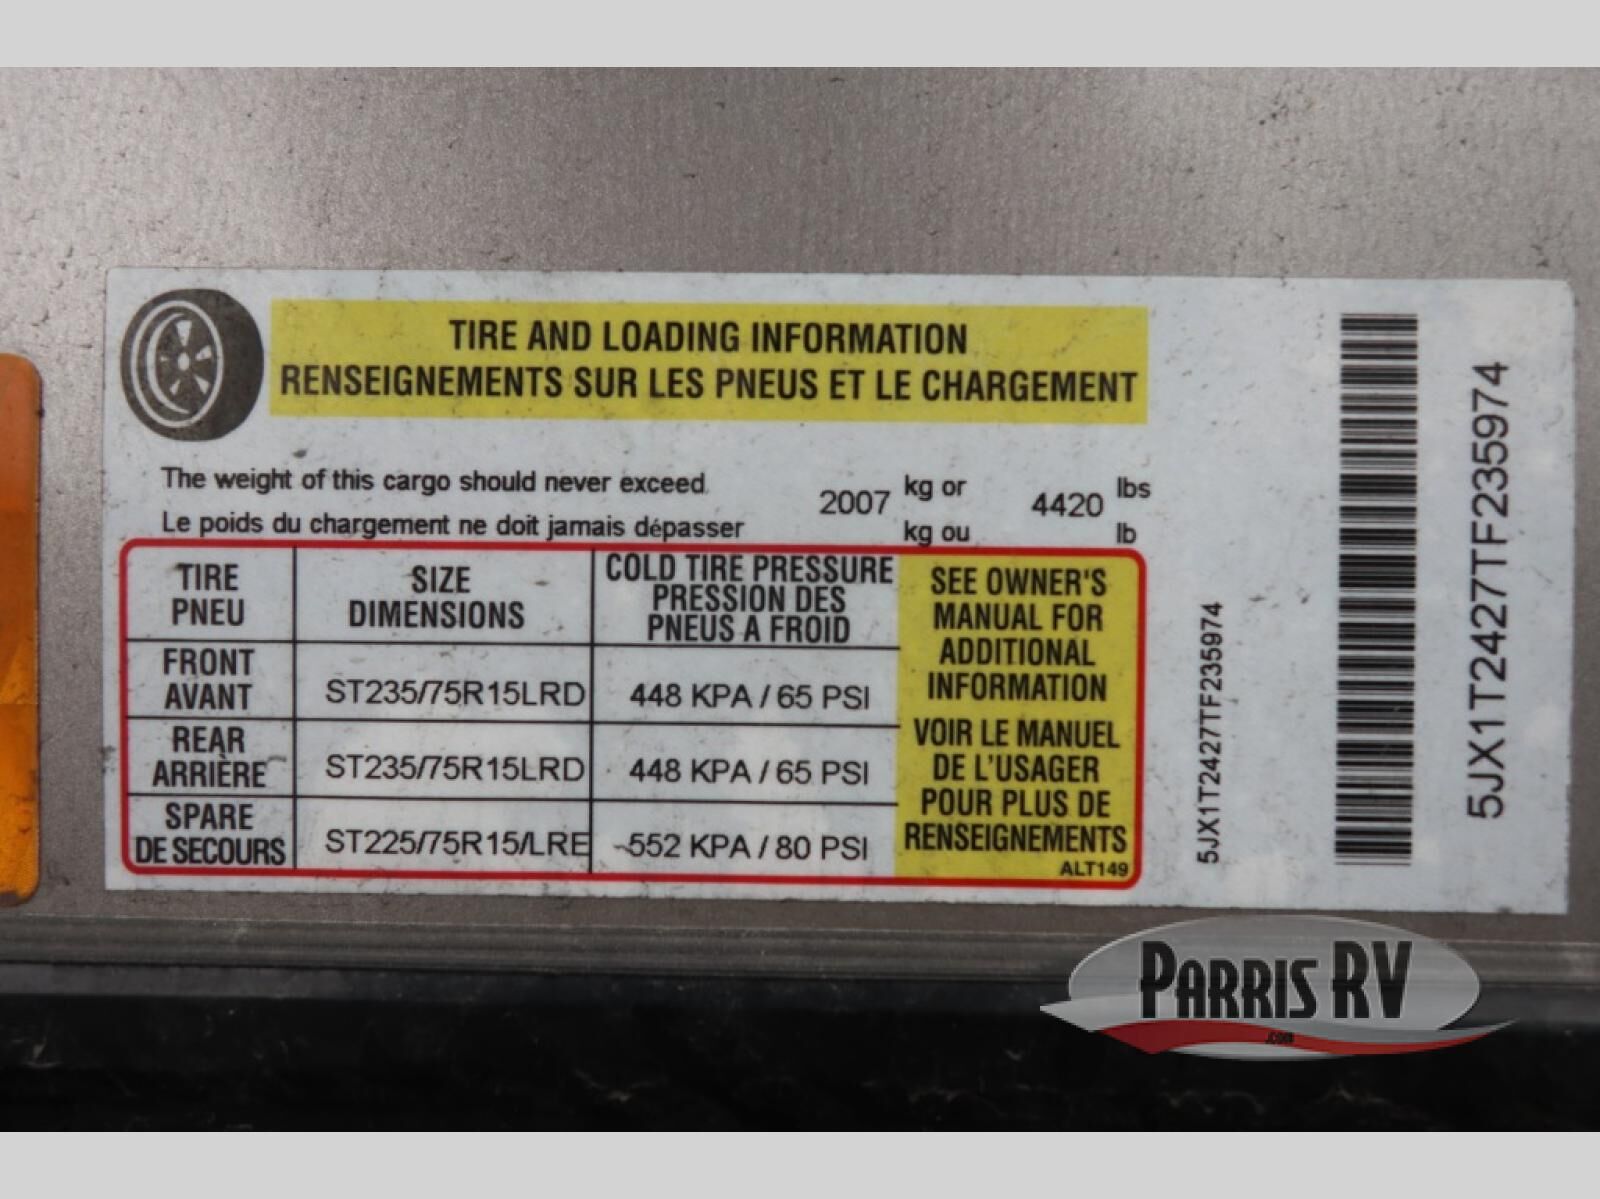 TIRE AND LOADING INFORMATION
RENSEIGNEMENTS SUR LES PNEUS ET LE CHARGEMENT
The weight of this cargo should never exceed. 2007 kg or 4420 lbs
Le poids du chargement ne doit jamais dépasser kg ou lb
TIRE
PNEU
SIZE
DIMENSIONS
COLD TIRE PRESSURE
PRESSION DES
PNEUS A FROID
FRONT
AVANT
ST235/75R15LRD
448 KPA / 65 PSI
REAR
ARRIÈRE
ST235/75R15LRD
448 KPA / 65 PSI
SPARE
DE SECOURS
ST225/75R15/LRE
552 KPA / 80 PSI
SEE OWNER'S
MANUAL FOR
ADDITIONAL
INFORMATION
VOIR LE MANUEL
DE L'USAGER
POUR PLUS DE
RENSEIGNEMENTS
ALT149
5JX1T2427TF235974
5JX1T2427TF235974
PARRIS RV
.COM